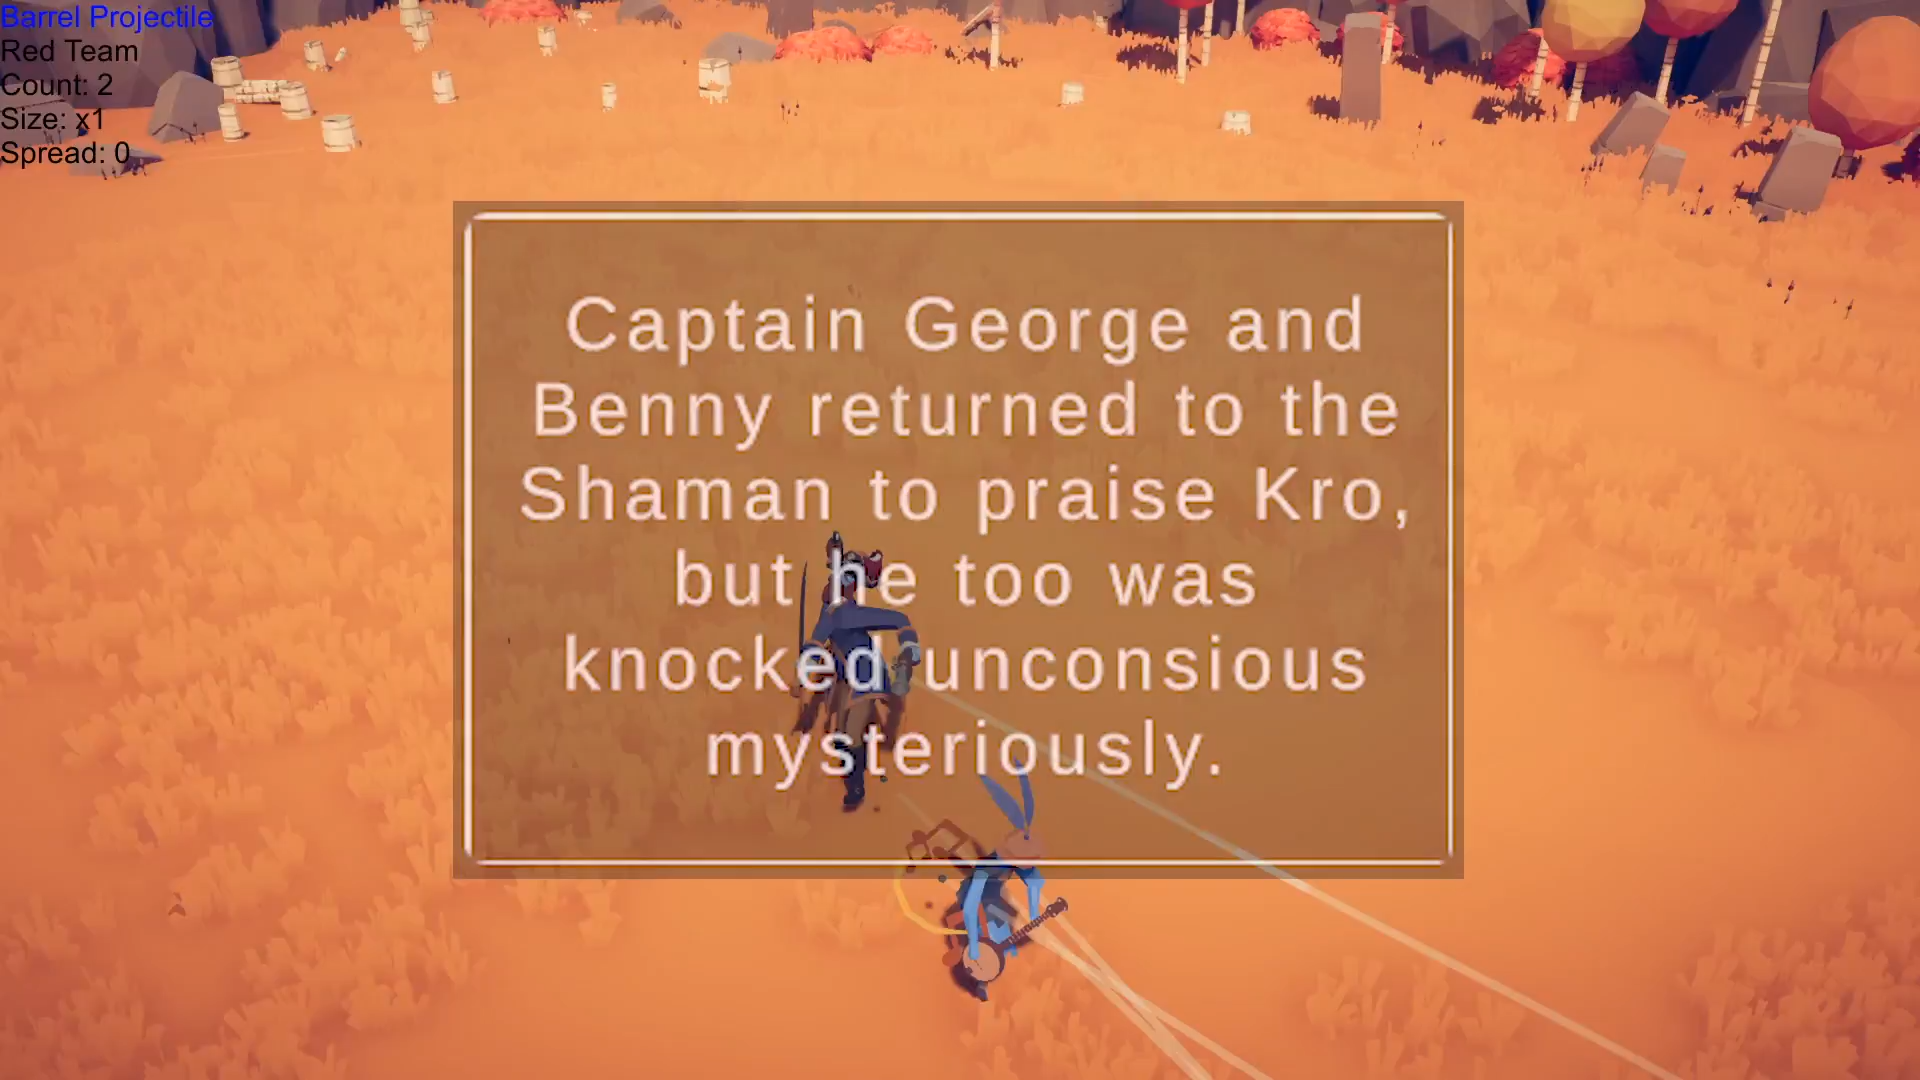 Barrel Projectile
Red Team
Count: 2
Size: x1
Spread: 0
Captain George and
Benny returned to the
Shaman to praise Kro,
but he too was
knocked unconsious
mysteriously.